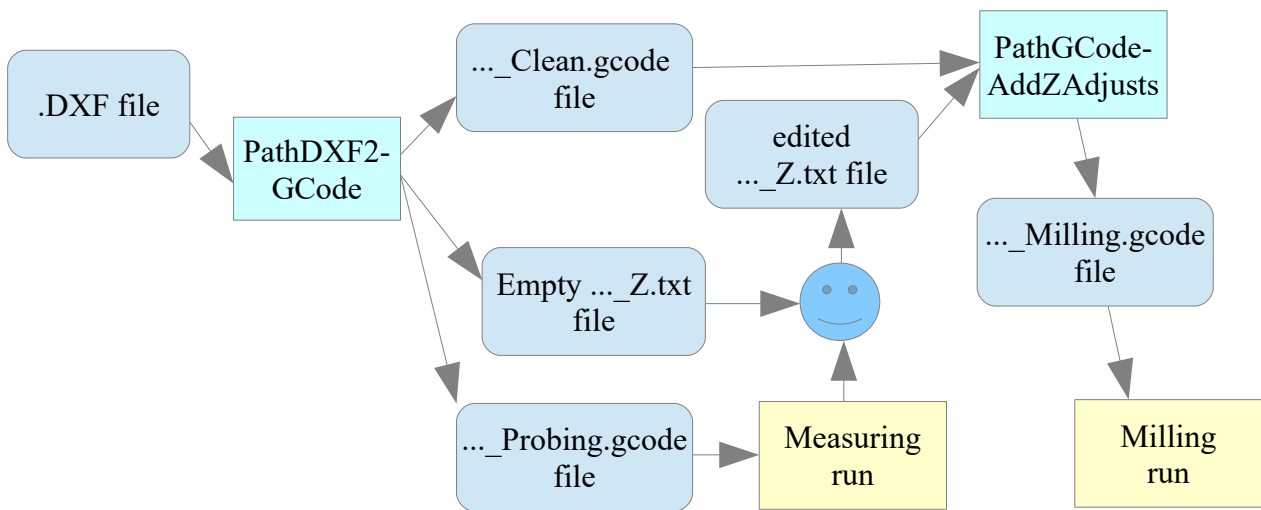 .DXF file
PathDXF2-
GCode
..._Clean.gcode
file
Empty ..._Z.txt
file
..._Probing.gcode
file
Measuring
run
edited
..._Z.txt file
PathGCode-
AddZAdjusts
..._Milling.gcode
file
Milling
run